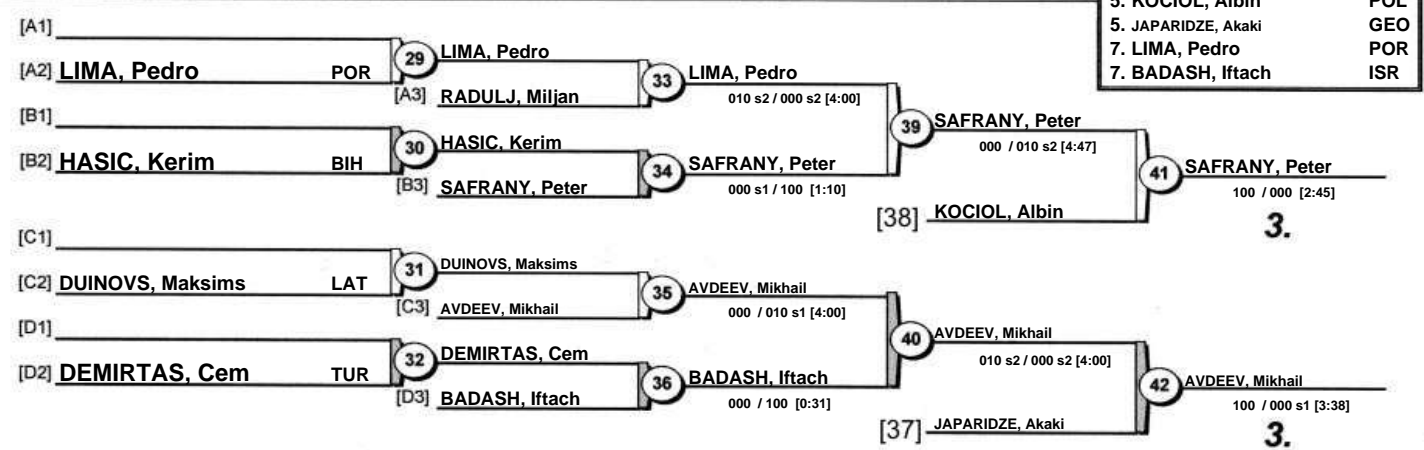 5. KOCIOL, Albin POL
5. JAPARIDZE, Akaki GEO
7. LIMA, Pedro POR
7. BADASH, Iftach ISR
[A1]
[A2] LIMA, Pedro POR
29
LIMA, Pedro
[A3] RADULJ, Miljan
33
LIMA, Pedro
010 s2 / 000 s2 [4:00]
[B1]
[B2] HASIC, Kerim BIH
30
HASIC, Kerim
[B3] SAFRANY, Peter
34
SAFRANY, Peter
000 s1 / 100 [1:10]
39
SAFRANY, Peter
000 / 010 s2 [4:47]
[38] KOCIOL, Albin
41
SAFRANY, Peter
100 / 000 [2:45]
3.
[C1]
[C2] DUINOVS, Maksims LAT
31
DUINOVS, Maksims
[C3] AVDEEV, Mikhail
35
AVDEEV, Mikhail
000 / 010 s1 [4:00]
[D1]
[D2] DEMIRTAS, Cem TUR
32
DEMIRTAS, Cem
[D3] BADASH, Iftach
36
BADASH, Iftach
000 / 100 [0:31]
40
AVDEEV, Mikhail
010 s2 / 000 s2 [4:00]
[37] JAPARIDZE, Akaki
42
AVDEEV, Mikhail
100 / 000 s1 [3:38]
3.